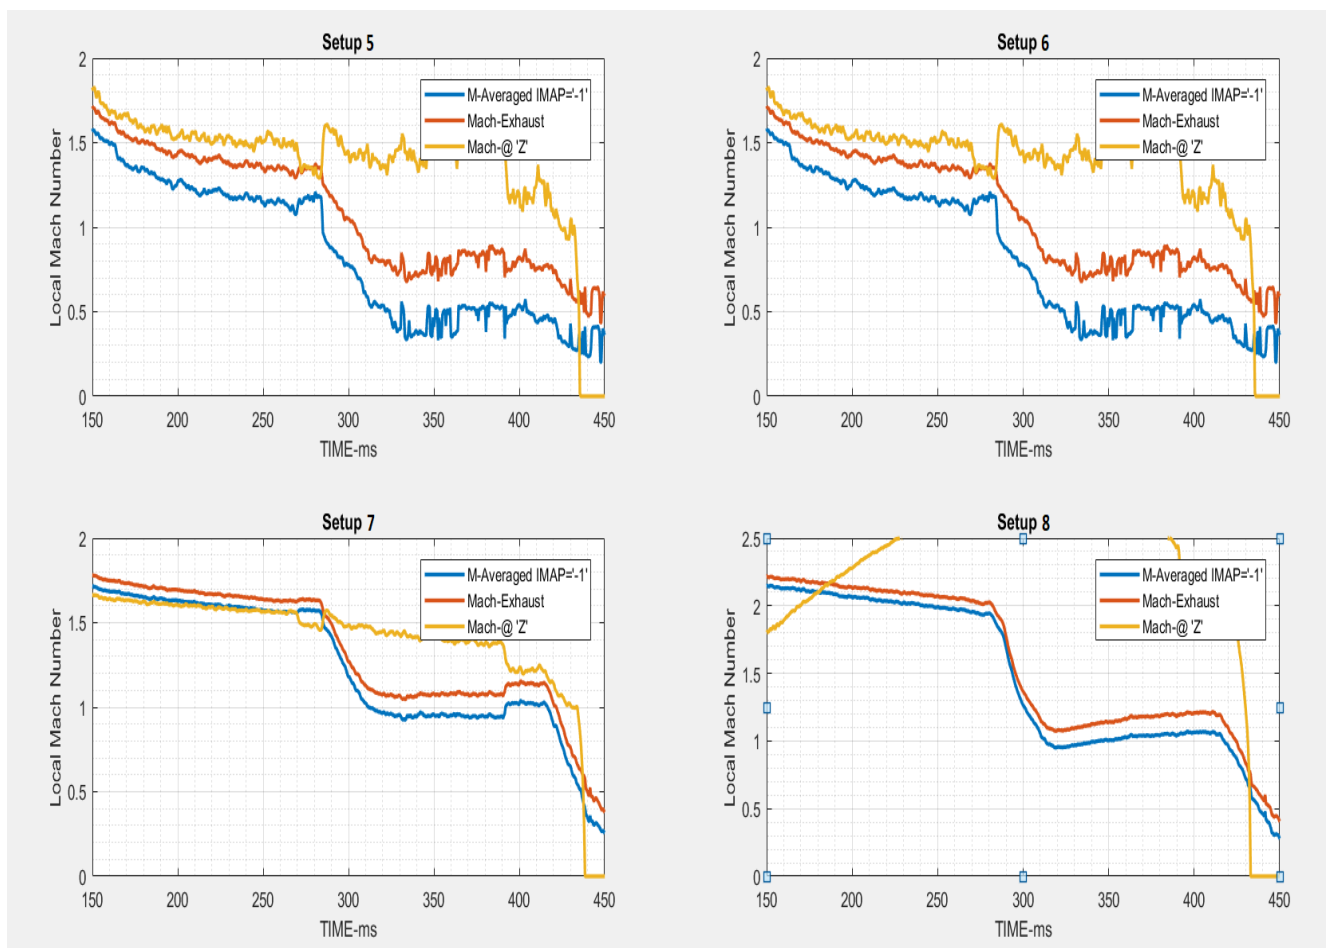 Setup 5
2
1.5
1
0.5
0
Local Mach Number
M-Averaged IMAP='-1'
Mach-Exhaust
Mach-@ 'Z'
150 200 250 300 350 400 450
TIME-ms
Setup 6
2
1.5
1
0.5
0
Local Mach Number
M-Averaged IMAP='-1'
Mach-Exhaust
Mach-@ 'Z'
150 200 250 300 350 400 450
TIME-ms
Setup 7
2
1.5
1
0.5
0
Local Mach Number
M-Averaged IMAP='-1'
Mach-Exhaust
Mach-@ 'Z'
150 200 250 300 350 400 450
TIME-ms
Setup 8
2.5
2
1.5
1
0.5
0
Local Mach Number
M-Averaged IMAP='-1'
Mach-Exhaust
Mach-@ 'Z'
150 200 250 300 350 400 450
TIME-ms